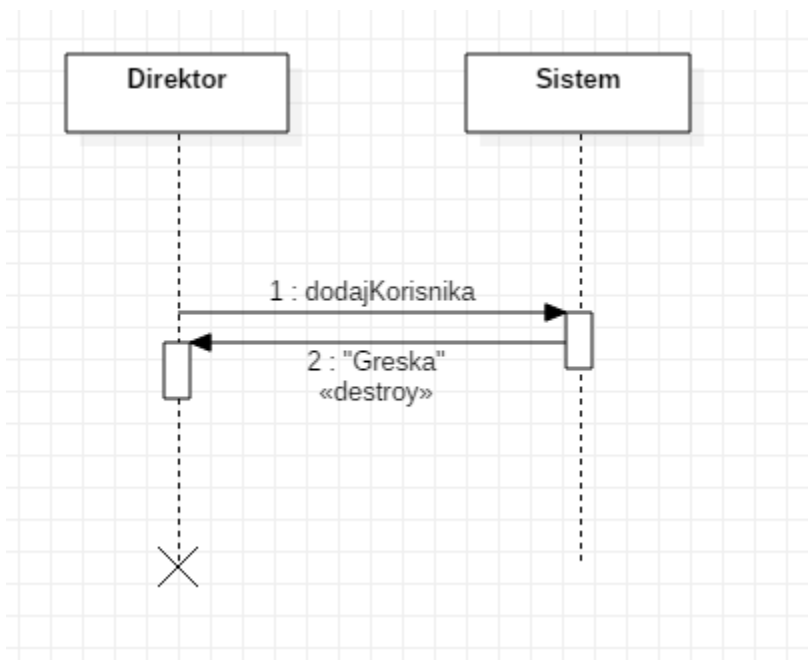 Direktor
Sistem
1 : dodajKorisnika
2 : "Greska"
«destroy»